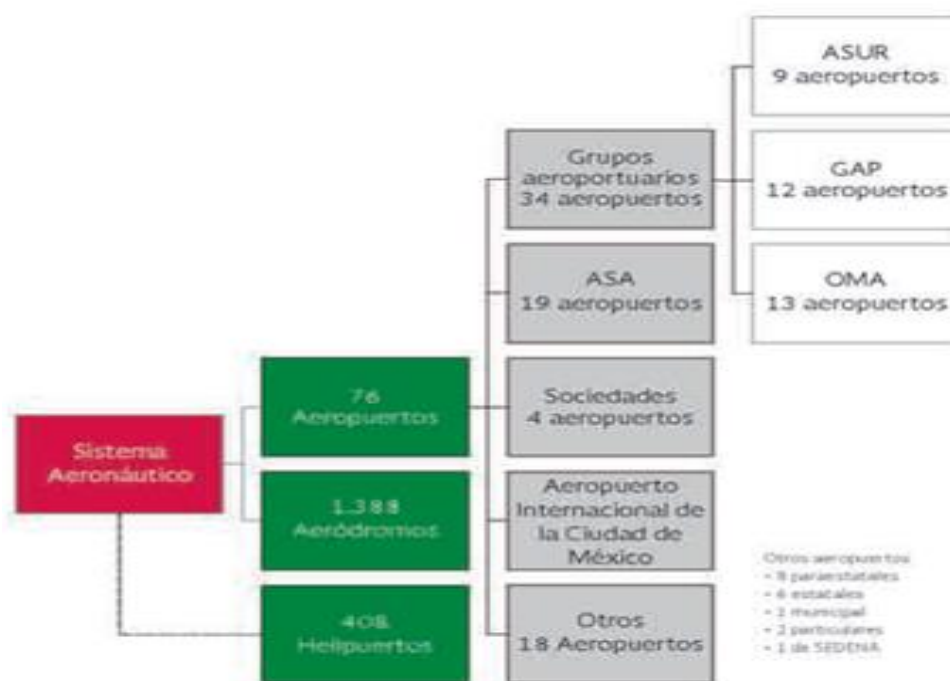 ASUR
9 aeropuertos
Grupos
aeroportuarios
34 aeropuertos
GAP
12 aeropuertos
ASA
19 aeropuertos
OMA
13 aeropuertos
76
Aeropuertos
Sociedades
4 aeropuertos
Sistema
Aeronáutico
1,388
Aeródromos
Aeropuerto
Internacional de
la Ciudad de
México
408
Helipuertos
Otros
18 Aeropuertos
Otros aeropuertos
• 8 paraestatales
• 6 estatales
• 1 municipal
• 2 particulares
• 1 de SEDENA